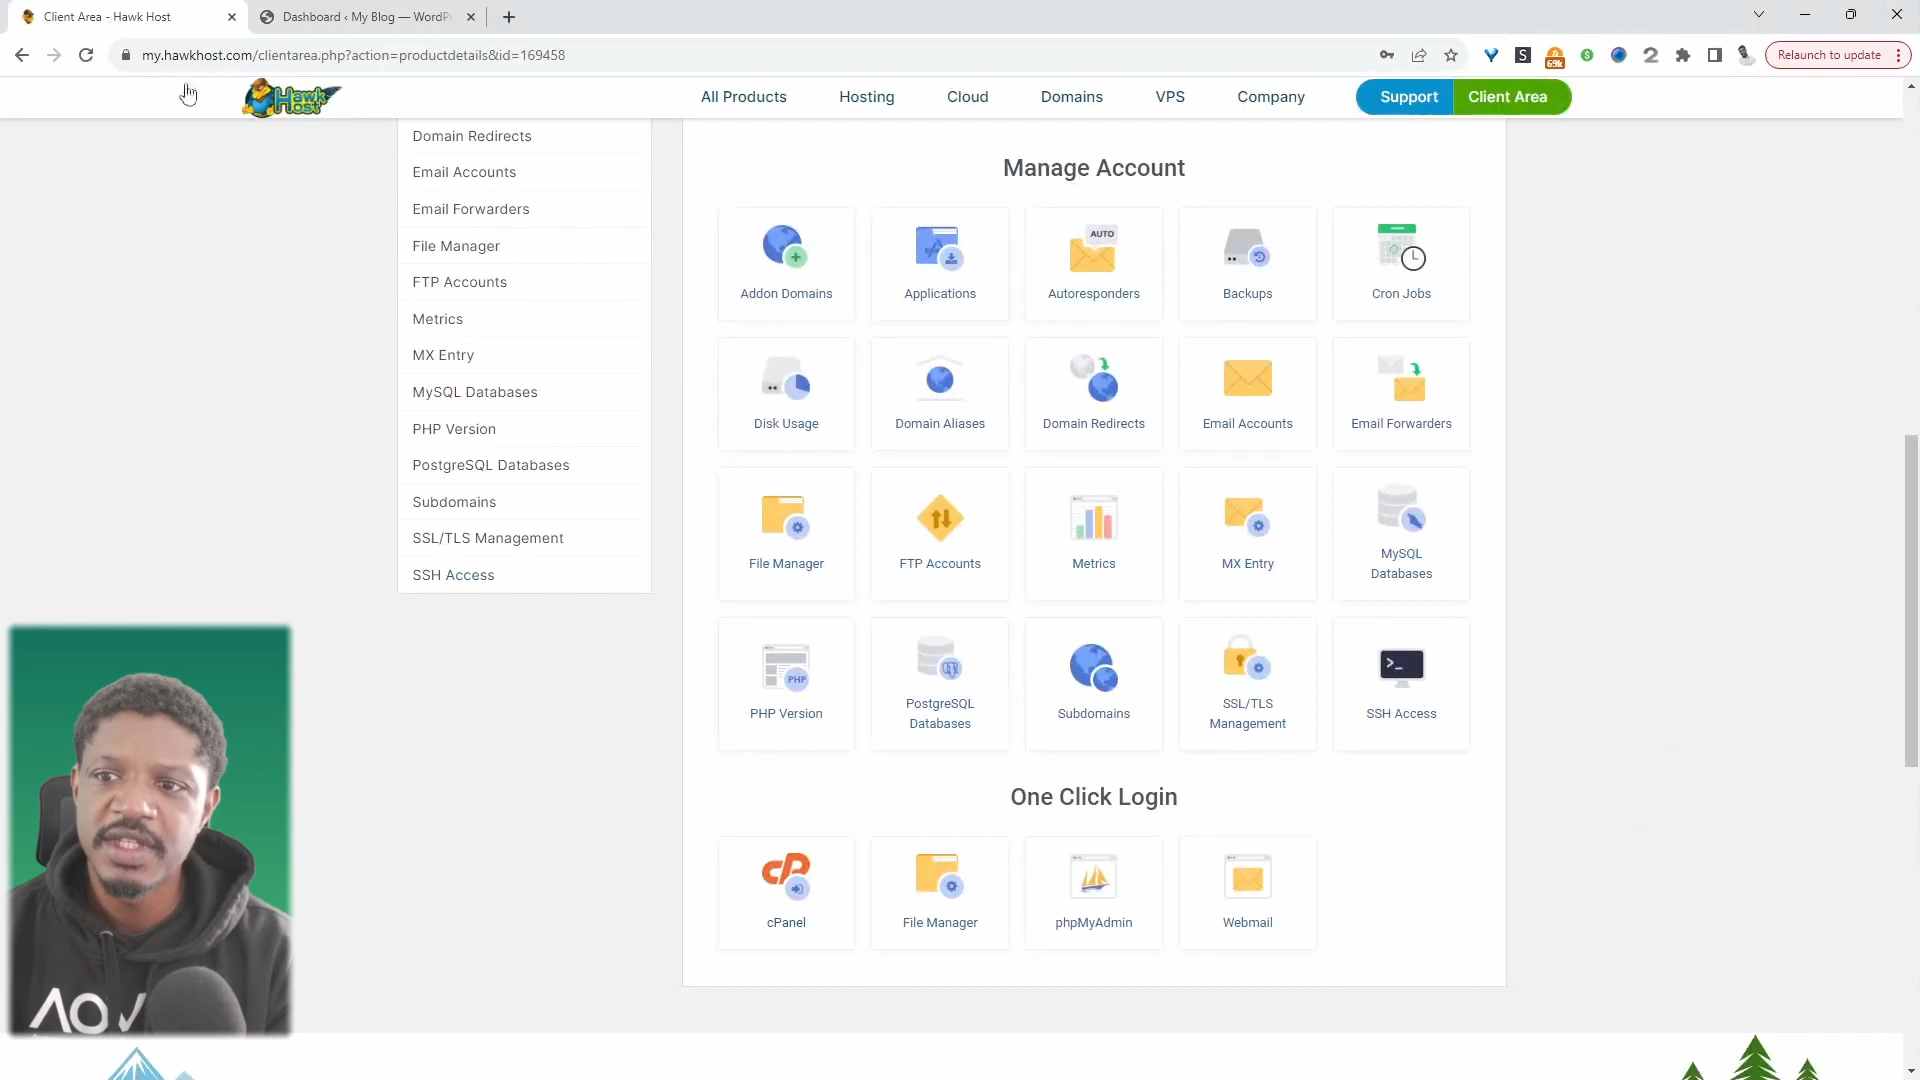 Client Area - Hawk Host
Dashboard ‹ My Blog — WordP
my.hawkhost.com/clientarea.php?action=productdetails&id=169458
69k
Relaunch to update
Hawk Host
All Products
Hosting
Cloud
Domains
VPS
Company
Support
Client Area
Domain Redirects
Email Accounts
Email Forwarders
File Manager
FTP Accounts
Metrics
MX Entry
MySQL Databases
PHP Version
PostgreSQL Databases
Subdomains
SSL/TLS Management
SSH Access
Manage Account
Addon Domains
Applications
AUTO
Autoresponders
Backups
Cron Jobs
Disk Usage
Domain Aliases
Domain Redirects
Email Accounts
Email Forwarders
File Manager
FTP Accounts
Metrics
MX Entry
MySQL
Databases
PHP
PHP Version
PostgreSQL
Databases
Subdomains
SSL/TLS
Management
>_
SSH Access
One Click Login
cP
cPanel
File Manager
phpMyAdmin
Webmail